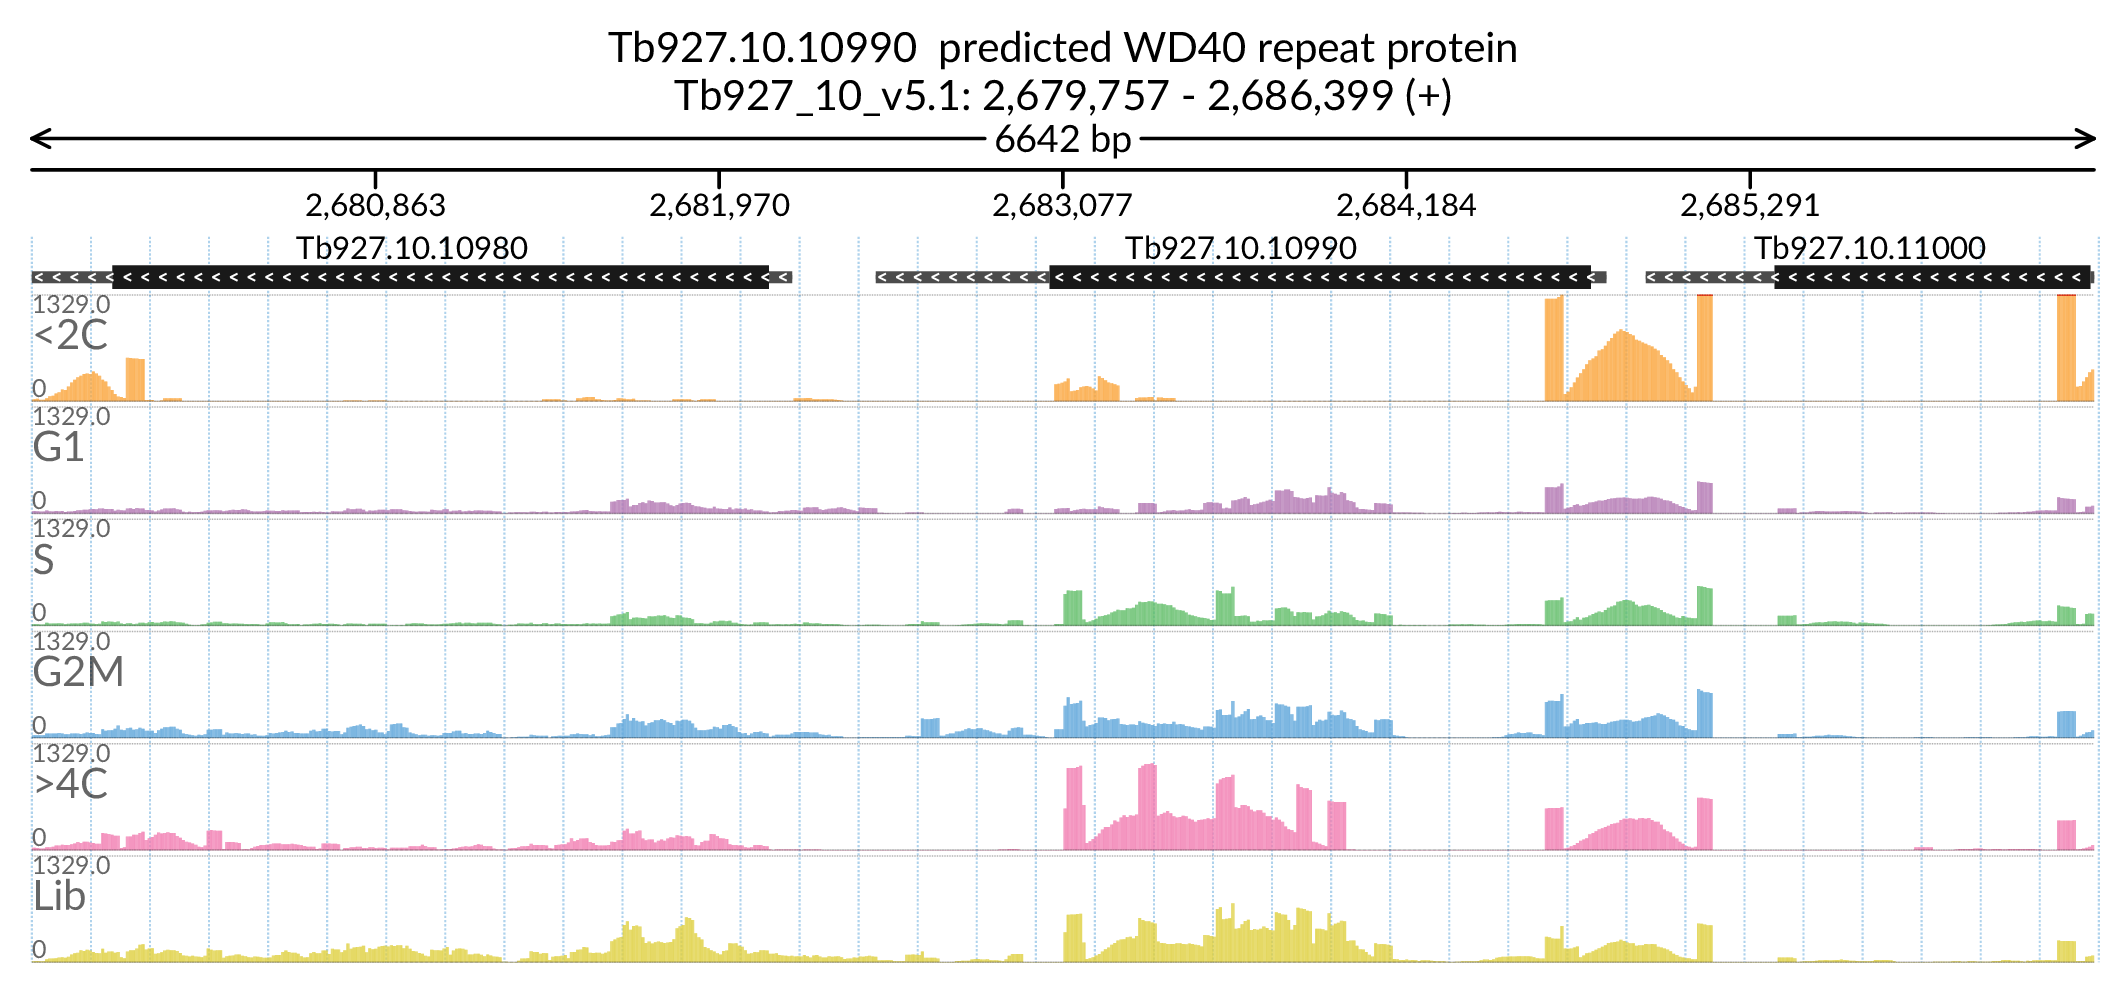 Tb927.10.10990 predicted WD40 repeat protein
Tb927_10_v5.1: 2,679,757 - 2,686,399 (+)
6642 bp
2,680,863 2,681,970 2,683,077 2,684,184 2,685,291
Tb927.10.10980 Tb927.10.10990 Tb927.10.11000
1329.0
<2C
0
1329.0
G1
0
1329.0
S
0
1329.0
G2M
0
1329.0
>4C
0
1329.0
Lib
0